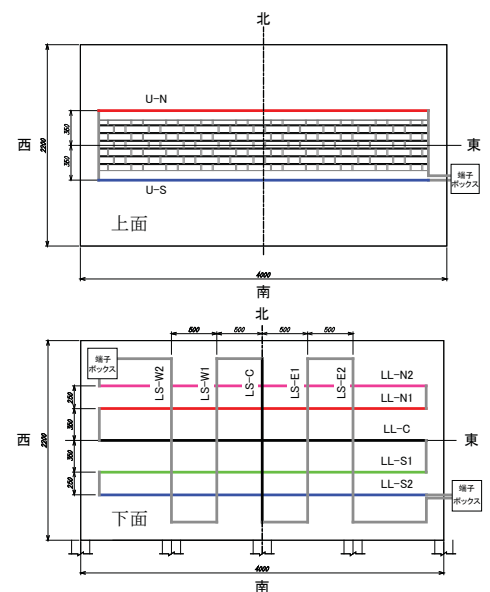 北
U-N
西
2200
350
350
東
U-S
端子
ボックス
上面
4000
南
北
500
500
500
500
端子
ボックス
LS-W2
LS-W1
LS-C
LS-E1
LS-E2
LL-N2
LL-N1
LL-C
LL-S1
LL-S2
西
2200
250
350
350
250
東
端子
ボックス
下面
4000
南